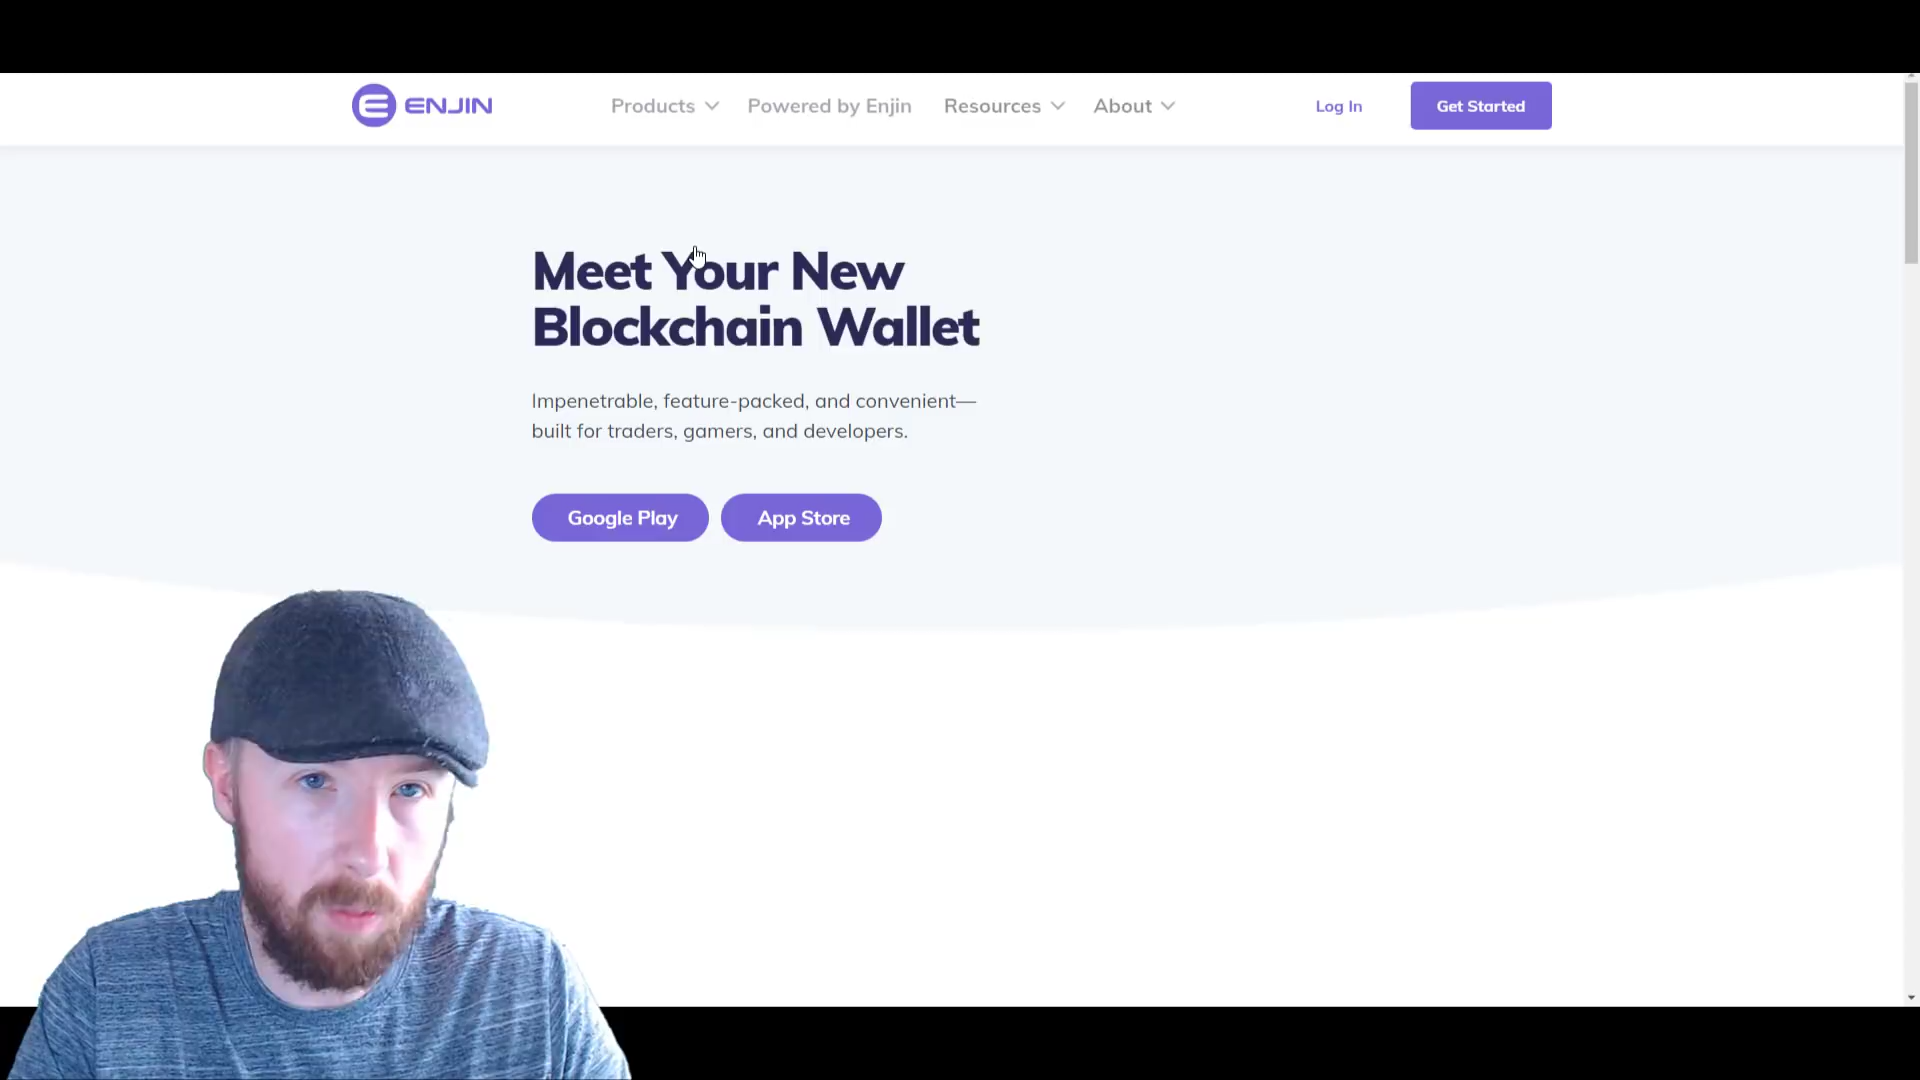 ENJIN
Products
Powered by Enjin
Resources
About
Log In
Get Started
Meet Your New
Blockchain Wallet
Impenetrable, feature-packed, and convenient—
built for traders, gamers, and developers.
Google Play
App Store